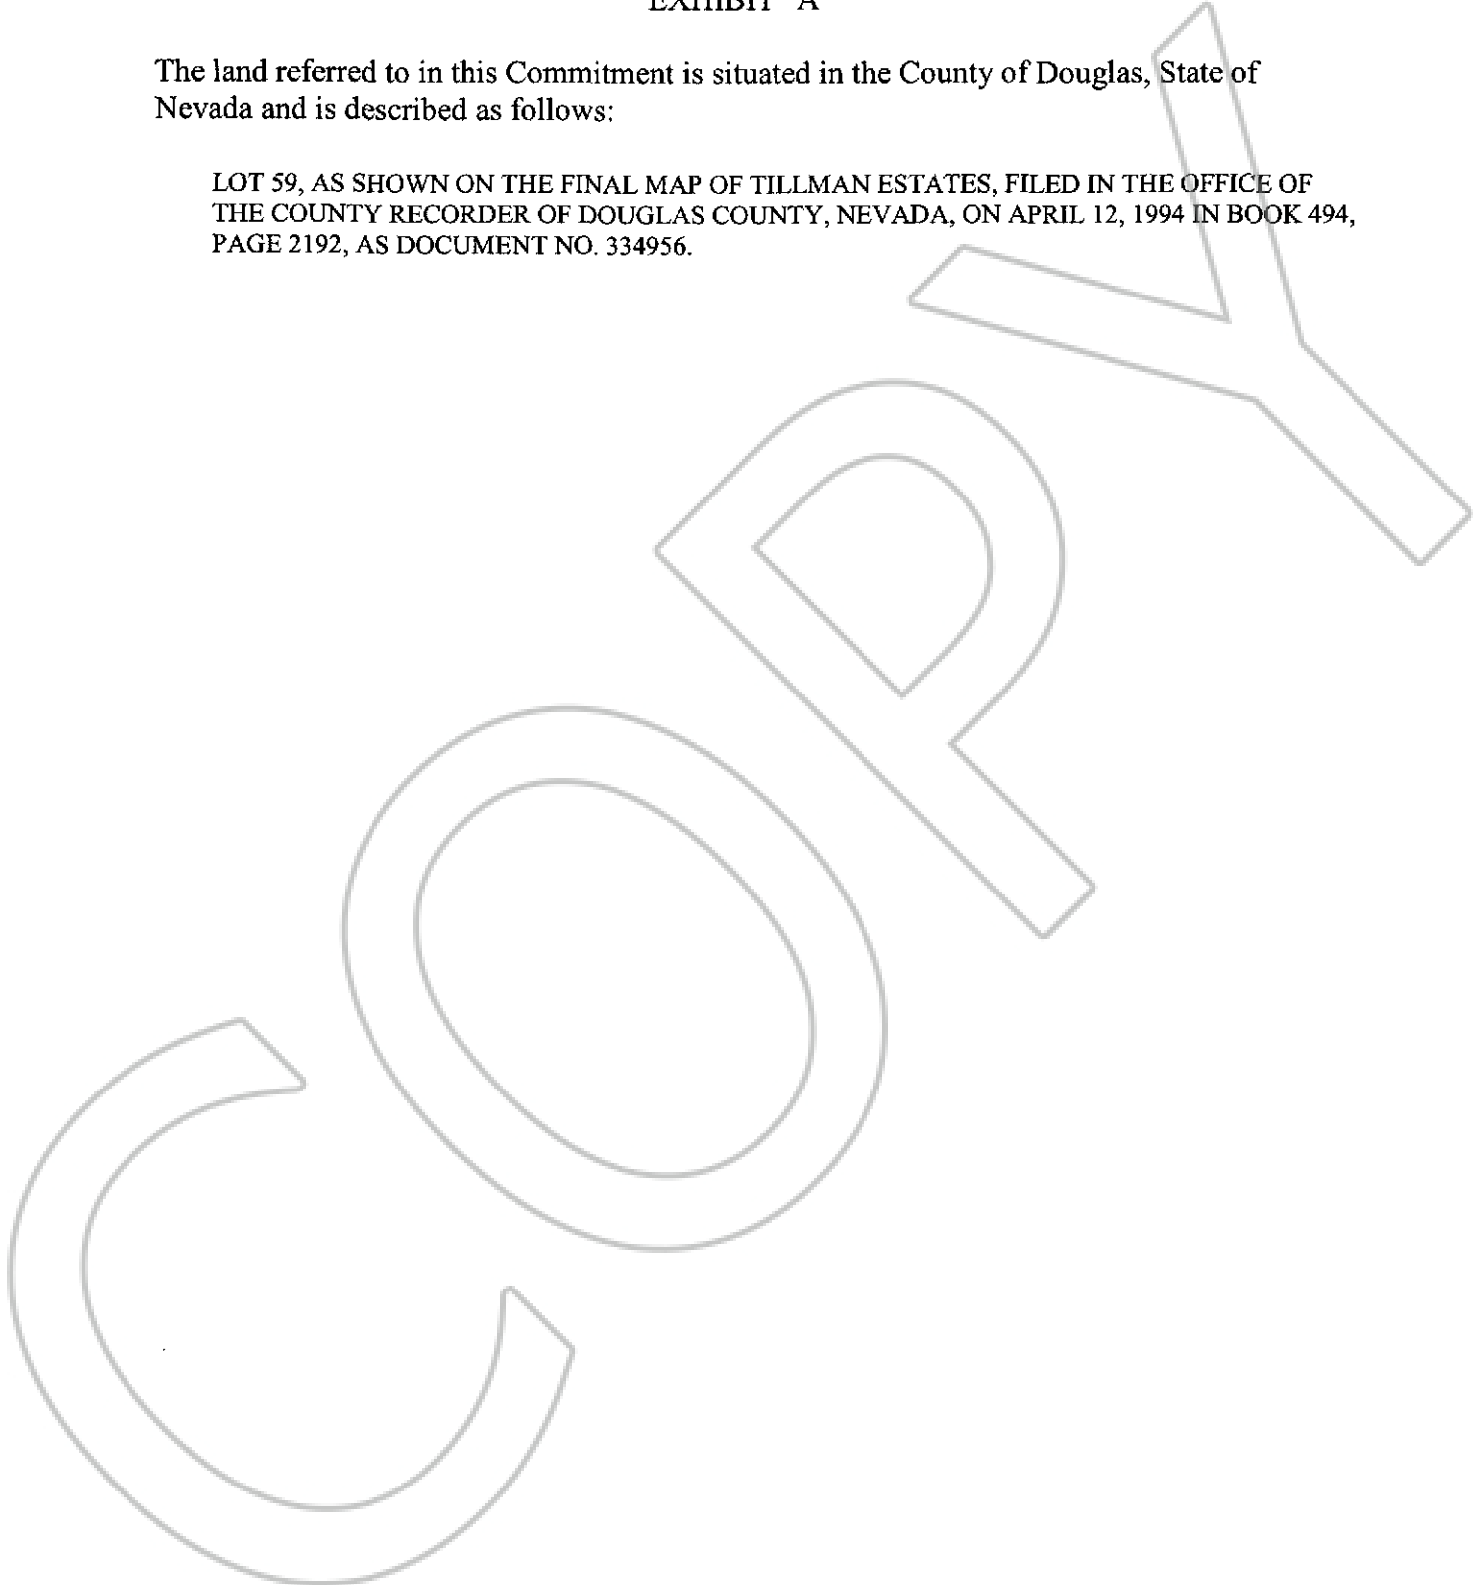 EXHIBIT "A"
The land referred to in this Commitment is situated in the County of Douglas, State of
Nevada and is described as follows:
LOT 59, AS SHOWN ON THE FINAL MAP OF TILLMAN ESTATES, FILED IN THE OFFICE OF
THE COUNTY RECORDER OF DOUGLAS COUNTY, NEVADA, ON APRIL 12, 1994 IN BOOK 494,
PAGE 2192, AS DOCUMENT NO. 334956.
COPY